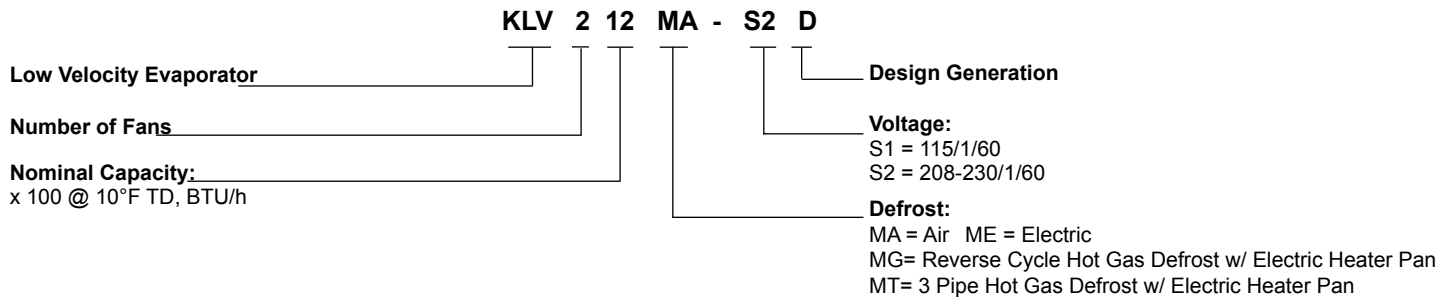 KLV 2 12 MA - S2 D
Low Velocity Evaporator
Number of Fans
Nominal Capacity:
x 100 @ 10°F TD, BTU/h
Design Generation
Voltage:
S1 = 115/1/60
S2 = 208-230/1/60
Defrost:
MA = Air ME = Electric
MG= Reverse Cycle Hot Gas Defrost w/ Electric Heater Pan
MT= 3 Pipe Hot Gas Defrost w/ Electric Heater Pan